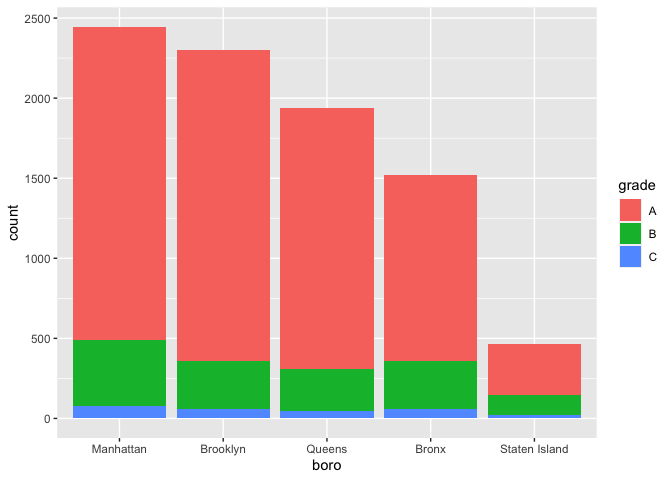 2500
2000
1500
1000
500
0
count
Manhattan Brooklyn Queens Bronx Staten Island
boro
grade
A
B
C